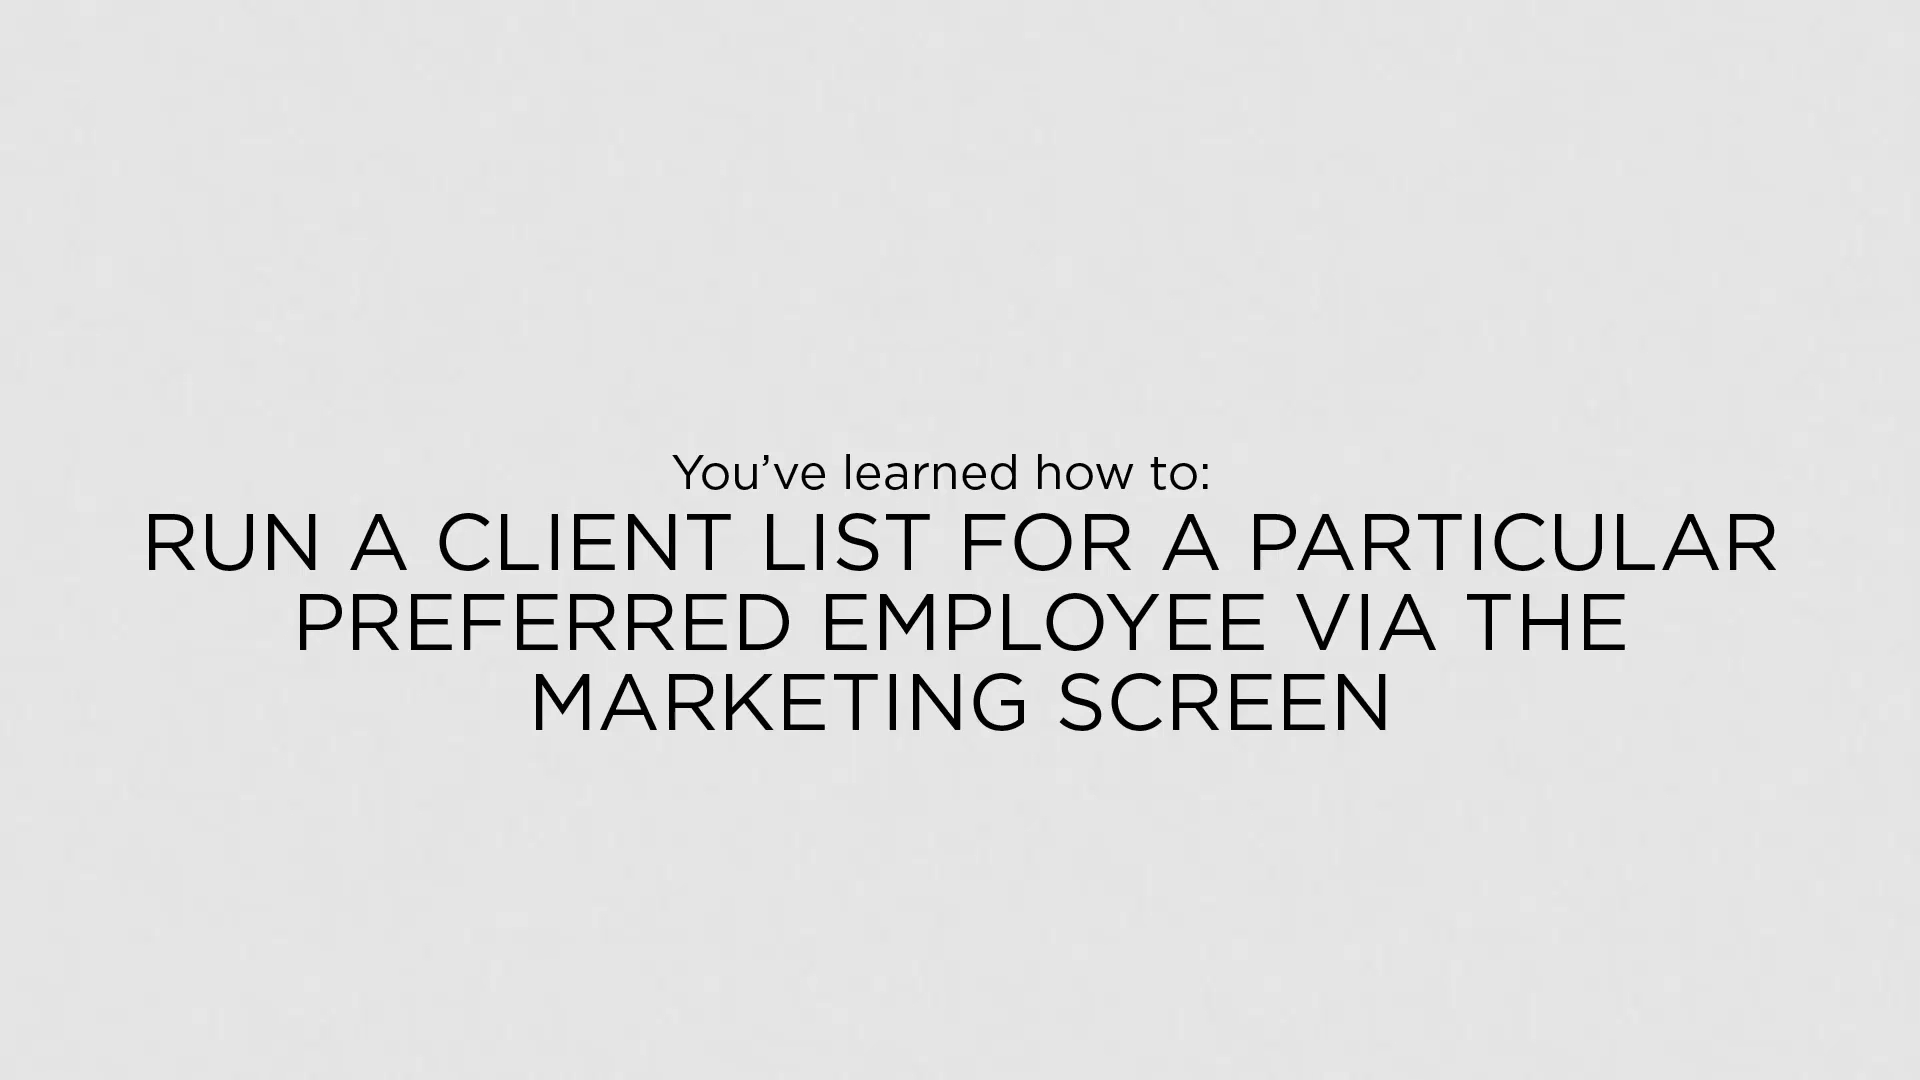 You’ve learned how to:
RUN A CLIENT LIST FOR A PARTICULAR
PREFERRED EMPLOYEE VIA THE
MARKETING SCREEN